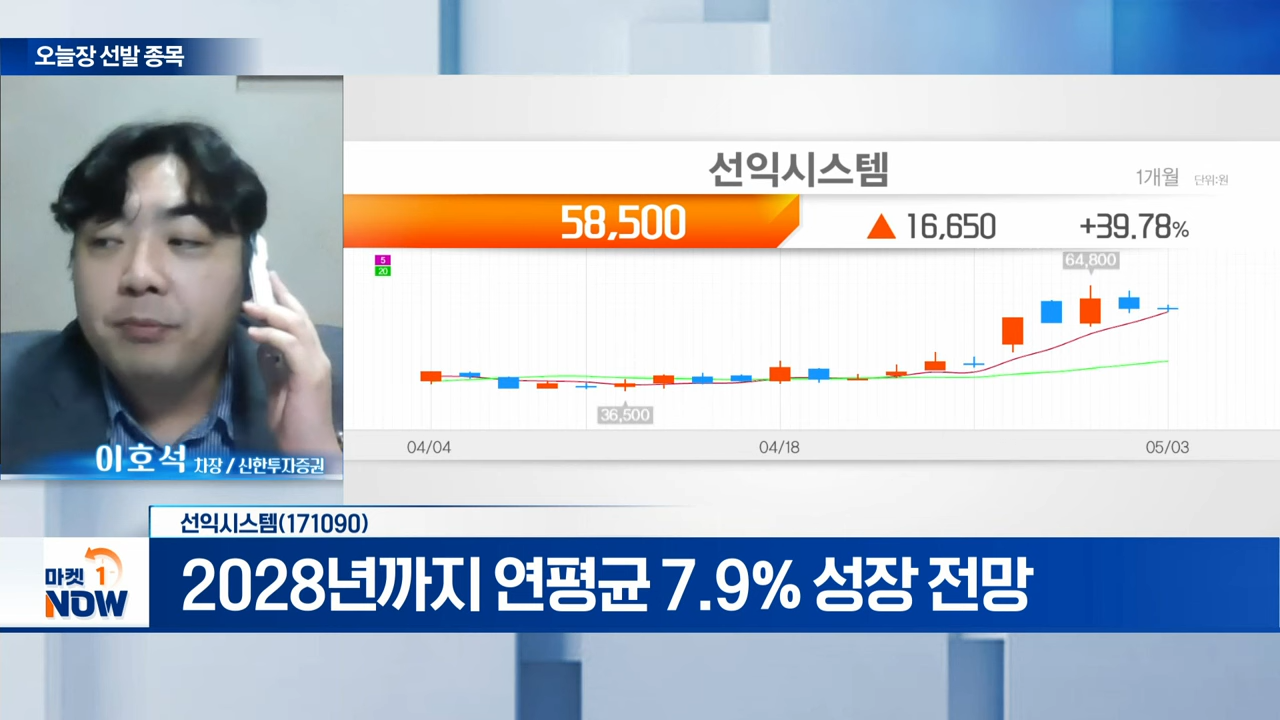 오늘장 선발 종목
선익시스템
1개월 단위:원
58,500 ▲ 16,650 +39.78%
5
20
64,800
36,500
04/04 04/18 05/03
이호석 차장 / 신한투자증권
선익시스템(171090)
마켓 1
NOW
2028년까지 연평균 7.9% 성장 전망